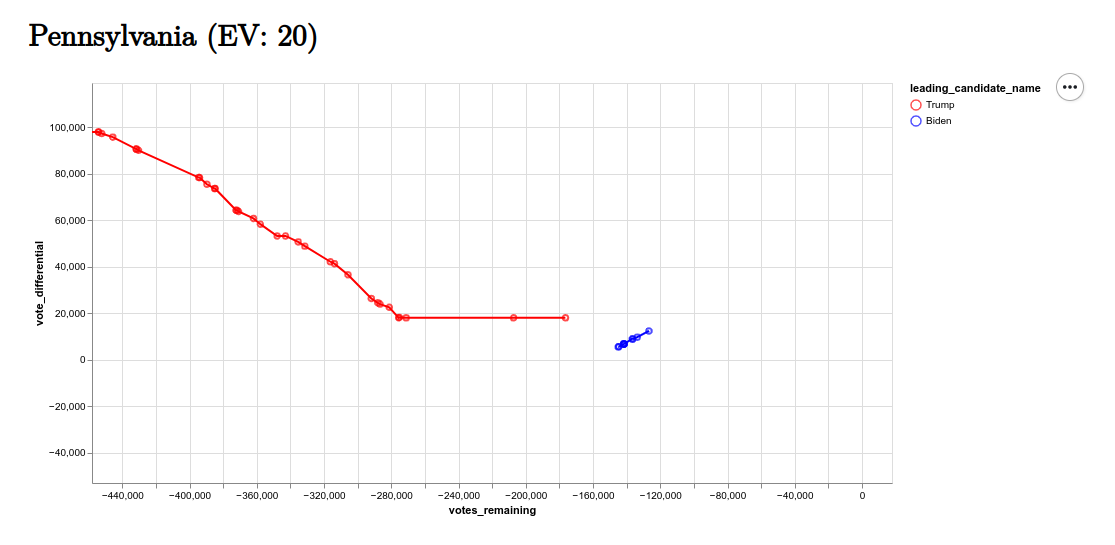 Pennsylvania (EV: 20)
leading_candidate_name
Trump
Biden
vote_differential
100,000
80,000
60,000
40,000
20,000
0
−20,000
−40,000
−440,000 −400,000 −360,000 −320,000 −280,000 −240,000 −200,000 −160,000 −120,000 −80,000 −40,000 0
votes_remaining